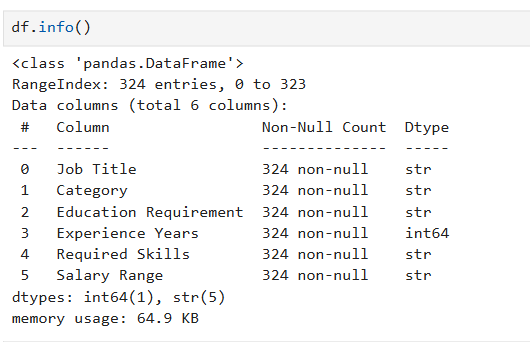 df.info()
<class 'pandas.DataFrame'>
RangeIndex: 324 entries, 0 to 323
Data columns (total 6 columns):
 #   Column                 Non-Null Count  Dtype
---  ------                 --------------  -----
 0   Job Title              324 non-null    str
 1   Category               324 non-null    str
 2   Education Requirement  324 non-null    str
 3   Experience Years       324 non-null    int64
 4   Required Skills        324 non-null    str
 5   Salary Range           324 non-null    str
dtypes: int64(1), str(5)
memory usage: 64.9 KB